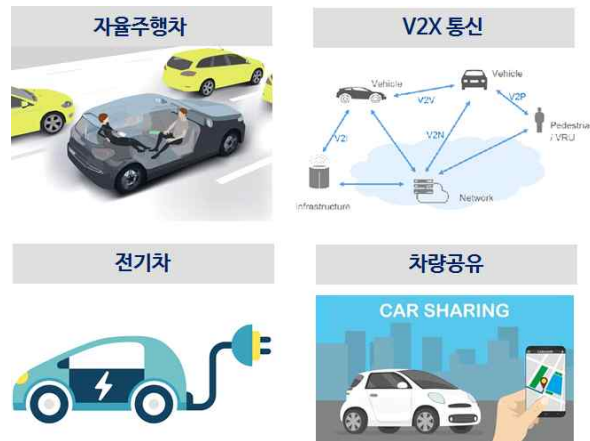 자율주행차
V2X 통신
Vehicle
Vehicle
V2V
V2P
Pedestria
/ VRU
V2I
V2N
Network
Infrastructure
전기차
차량공유
CAR SHARING